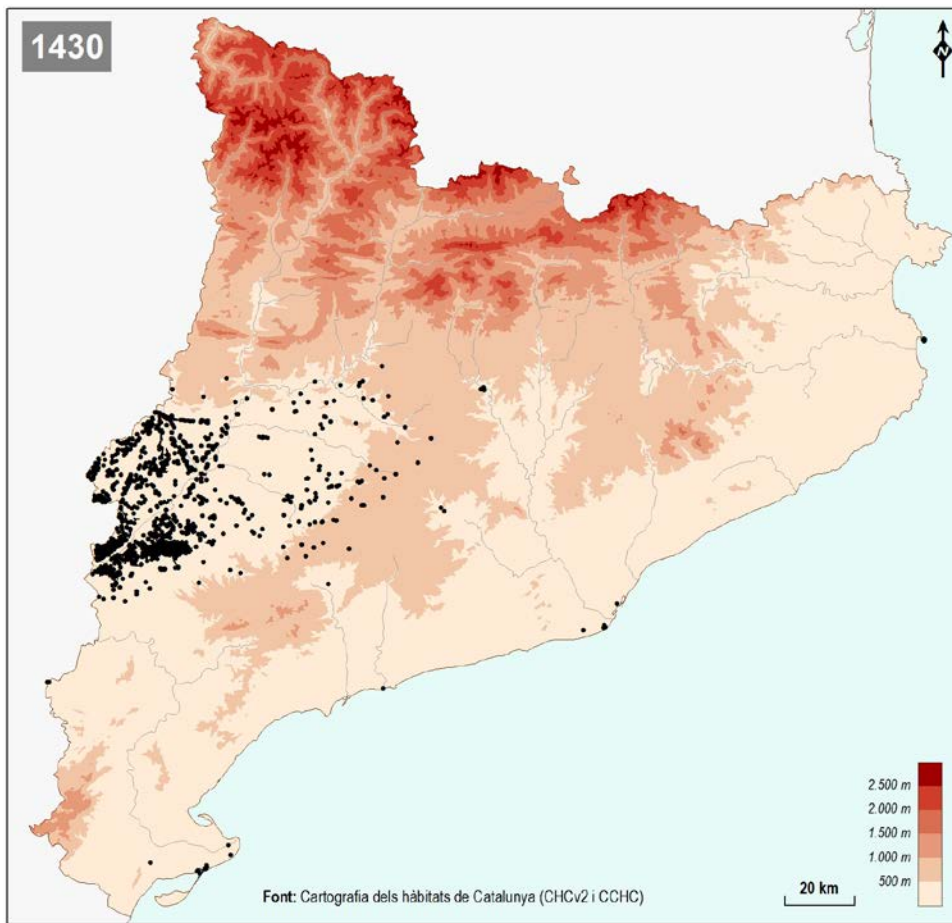 1430
N
2.500 m
2.000 m
1.500 m
1.000 m
500 m
20 km
Font: Cartografia dels hàbitats de Catalunya (CHCv2 i CCHC)